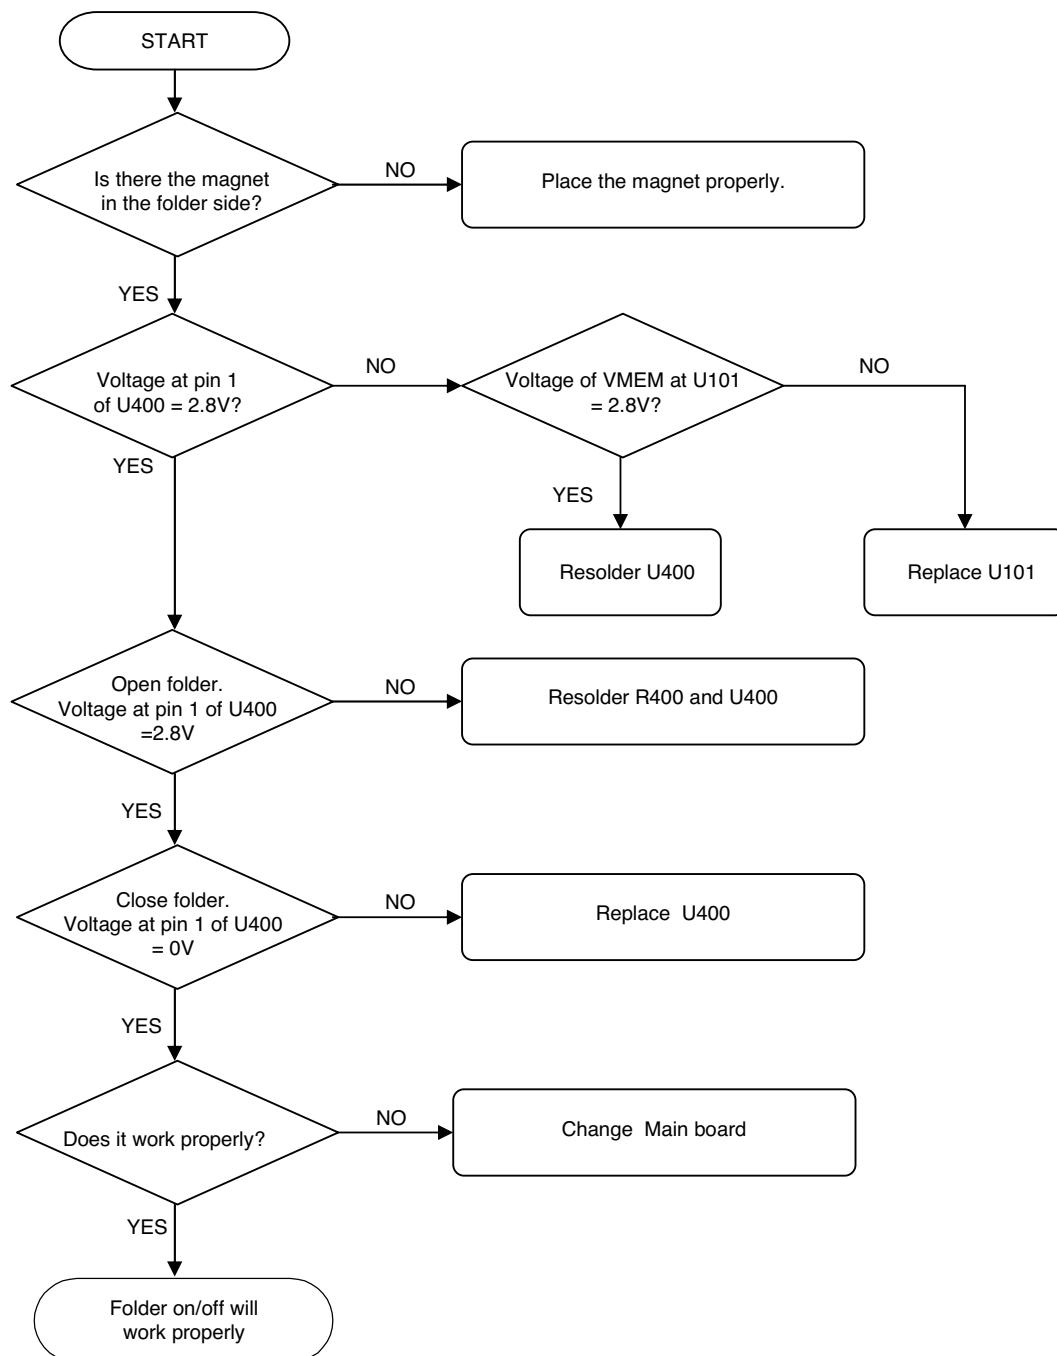 START
Is there the magnet
in the folder side?
NO
Place the magnet properly.
YES
Voltage at pin 1
of U400 = 2.8V?
NO
Voltage of VMEM at U101
= 2.8V?
NO
YES
YES
Resolder U400
Replace U101
Open folder.
Voltage at pin 1 of U400
=2.8V
NO
Resolder R400 and U400
YES
Close folder.
Voltage at pin 1 of U400
= 0V
NO
Replace U400
YES
Does it work properly?
NO
Change Main board
YES
Folder on/off will
work properly